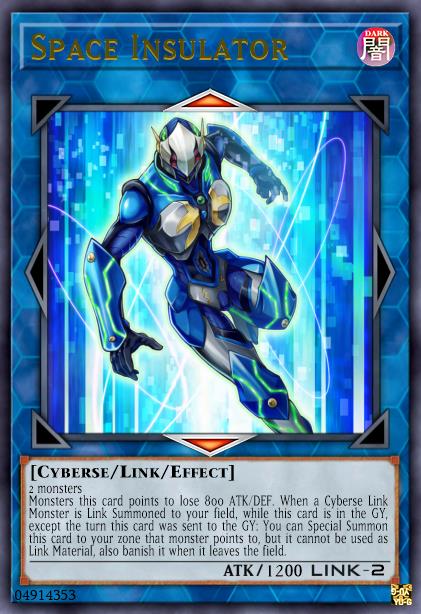 Space Insulator
DARK
闇
[Cyberse/Link/Effect]
2 monsters
Monsters this card points to lose 800 ATK/DEF. When a Cyberse Link
Monster is Link Summoned to your field, while this card is in the GY,
except the turn this card was sent to the GY: You can Special Summon
this card to your zone that monster points to, but it cannot be used as
Link Material, also banish it when it leaves the field.
ATK/1200 LINK-2
04914353